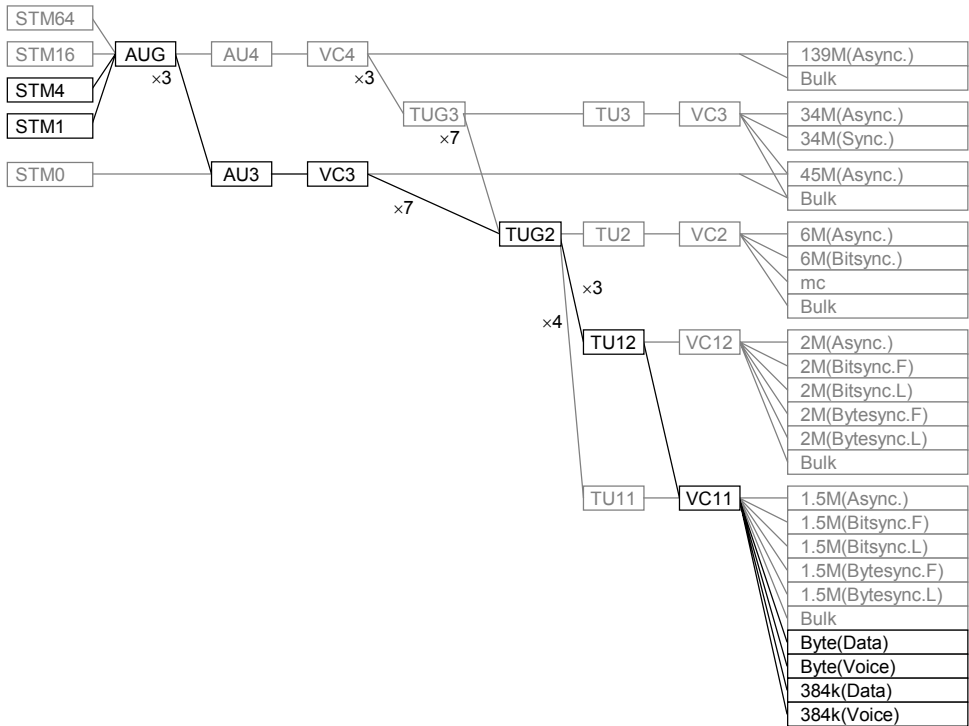 STM64
STM16 AUG AU4 VC4 139M(Async.)
×3 ×3 Bulk
STM4
TUG3 TU3 VC3 34M(Async.)
STM1 ×7 34M(Sync.)
STM0 AU3 VC3 45M(Async.)
Bulk
×7
TUG2 TU2 VC2 6M(Async.)
6M(Bitsync.)
×3 mc
Bulk
×4
TU12 VC12 2M(Async.)
2M(Bitsync.F)
2M(Bitsync.L)
2M(Bytesync.F)
2M(Bytesync.L)
Bulk
TU11 VC11 1.5M(Async.)
1.5M(Bitsync.F)
1.5M(Bitsync.L)
1.5M(Bytesync.F)
1.5M(Bytesync.L)
Bulk
Byte(Data)
Byte(Voice)
384k(Data)
384k(Voice)